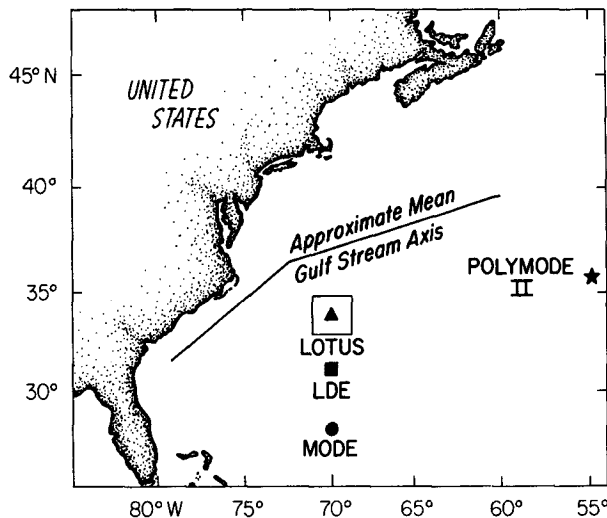 45° N
UNITED
STATES
40°
Approximate Mean
Gulf Stream Axis
POLYMODE
II
35°
LOTUS
30°
LDE
MODE
80° W 75° 70° 65° 60° 55°